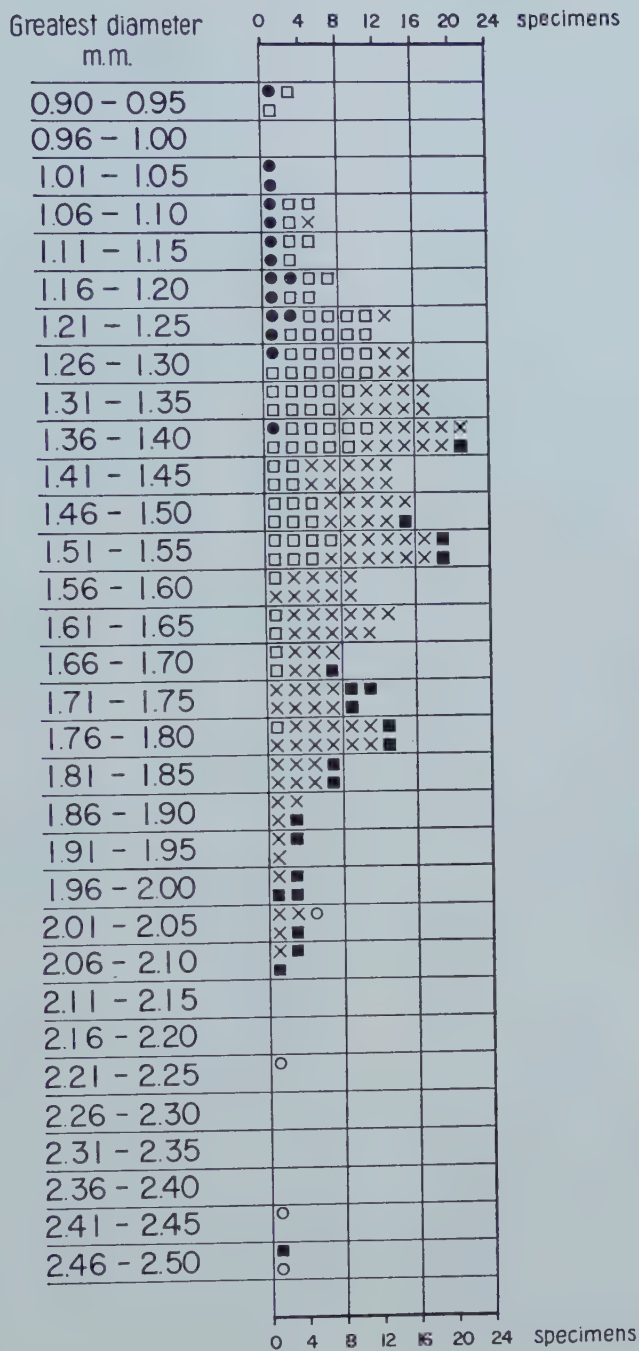 Greatest diameter
m.m.
0 4 8 12 16 20 24 specimens
0.90 – 0.95
0.96 – 1.00
1.01 – 1.05
1.06 – 1.10
1.11 – 1.15
1.16 – 1.20
1.21 – 1.25
1.26 – 1.30
1.31 – 1.35
1.36 – 1.40
1.41 – 1.45
1.46 – 1.50
1.51 – 1.55
1.56 – 1.60
1.61 – 1.65
1.66 – 1.70
1.71 – 1.75
1.76 – 1.80
1.81 – 1.85
1.86 – 1.90
1.91 – 1.95
1.96 – 2.00
2.01 – 2.05
2.06 – 2.10
2.11 – 2.15
2.16 – 2.20
2.21 – 2.25
2.26 – 2.30
2.31 – 2.35
2.36 – 2.40
2.41 – 2.45
2.46 – 2.50
0 4 8 12 16 20 24 specimens